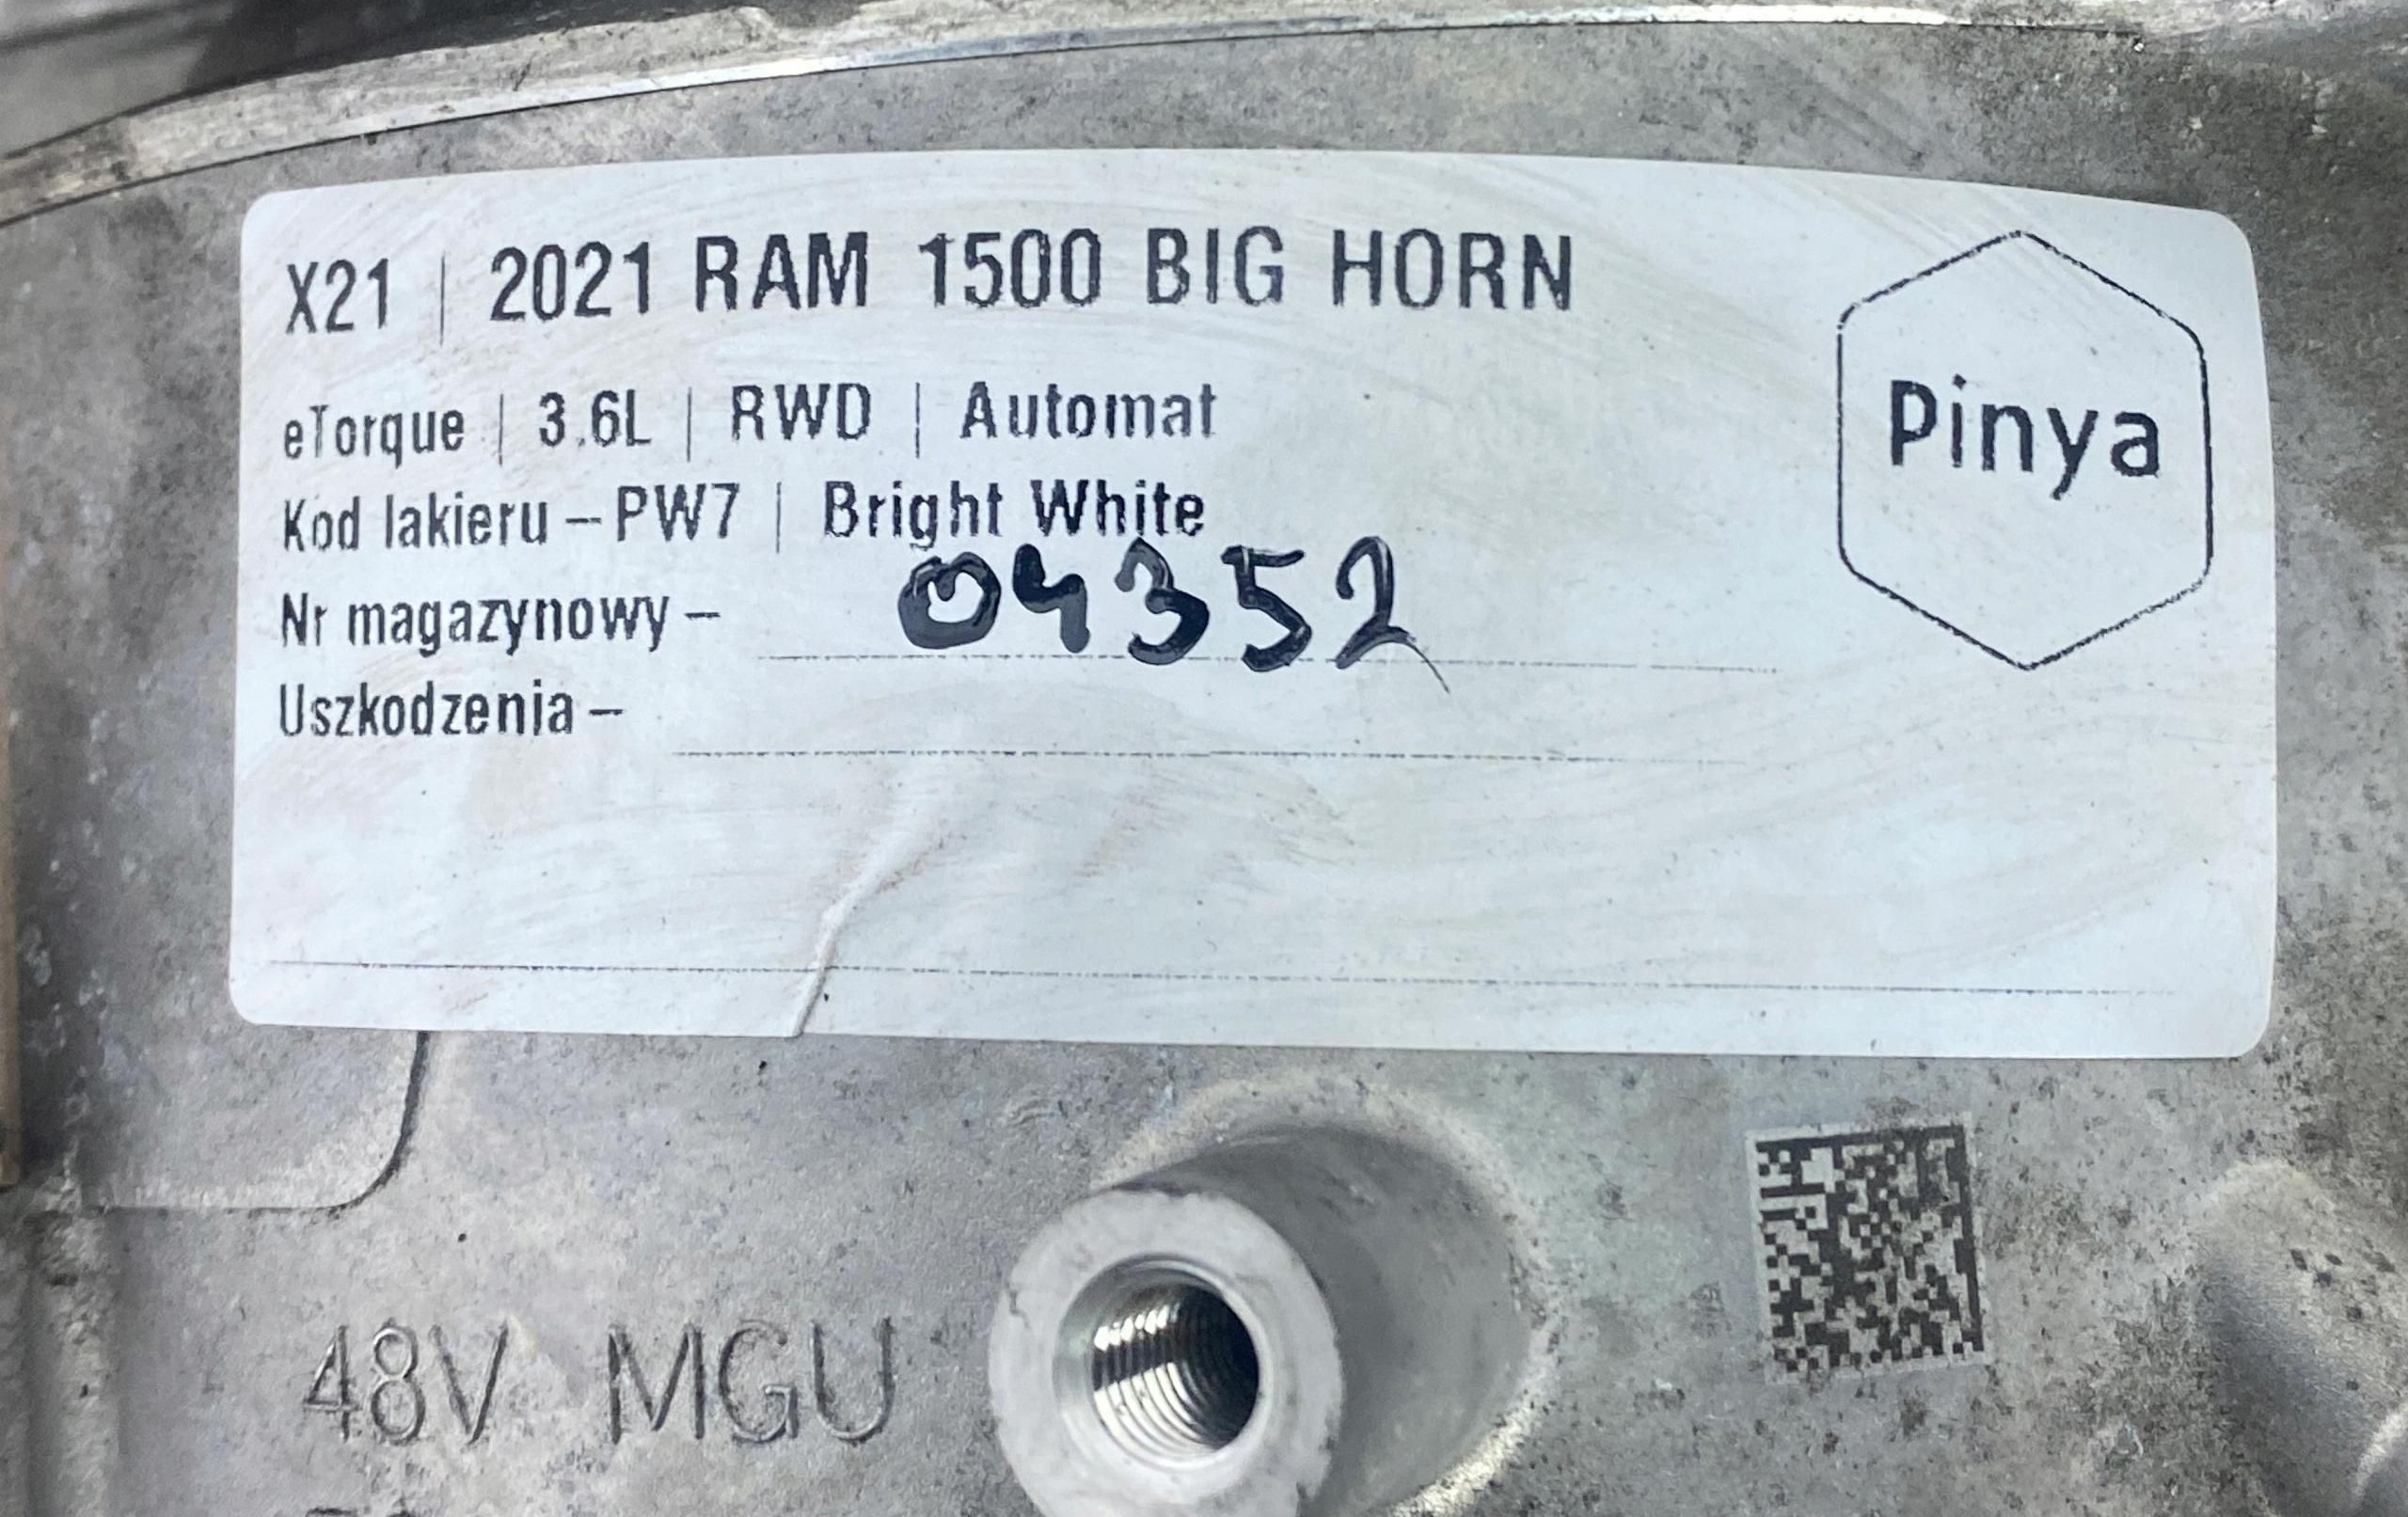 X21 | 2021 RAM 1500 BIG HORN
eTorque | 3.6L | RWD | Automat
Kod lakieru – PW7 | Bright White
Nr magazynowy – 04352
Uszkodzenia –
Pinya
48V MGU